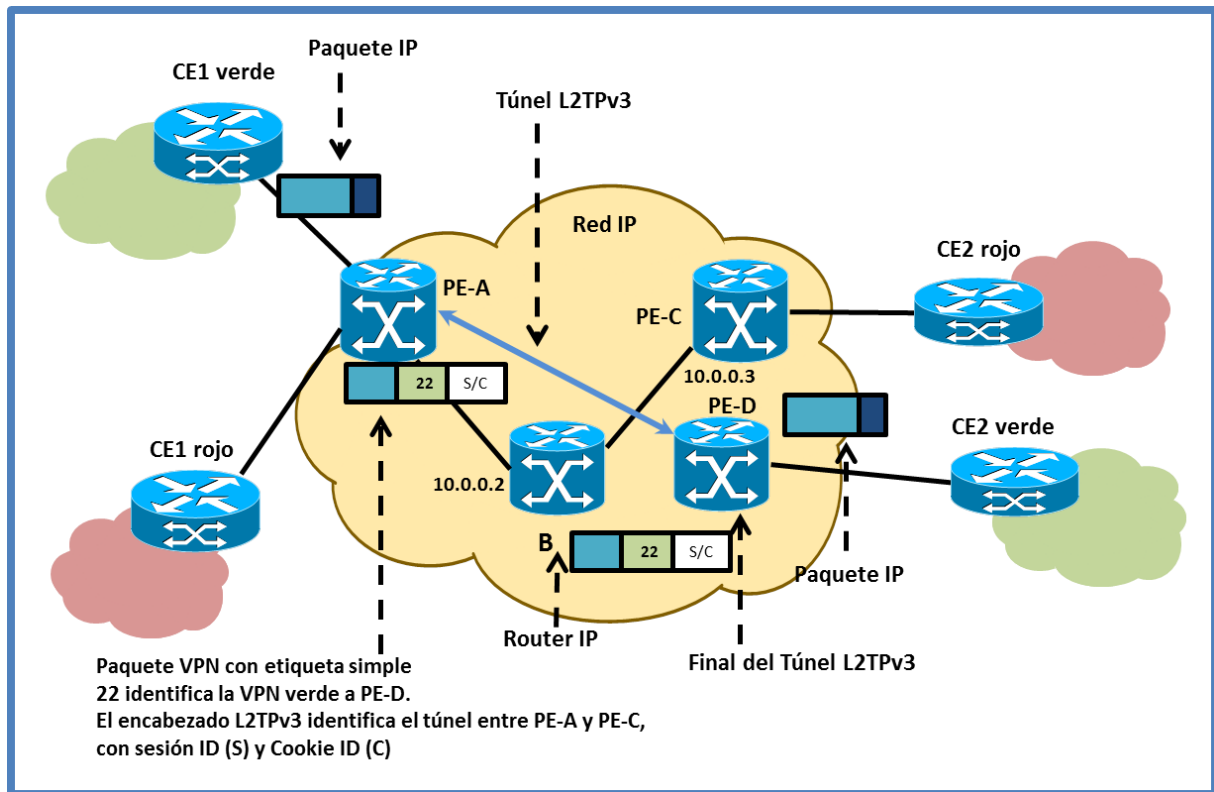 Paquete IP
CE1 verde
Túnel L2TPv3
Red IP
CE2 rojo
PE-A
PE-C
10.0.0.3
22 S/C
PE-D
CE2 verde
CE1 rojo
10.0.0.2
B
22 S/C
Paquete IP
Router IP
Final del Túnel L2TPv3
Paquete VPN con etiqueta simple
22 identifica la VPN verde a PE-D.
El encabezado L2TPv3 identifica el túnel entre PE-A y PE-C,
con sesión ID (S) y Cookie ID (C)